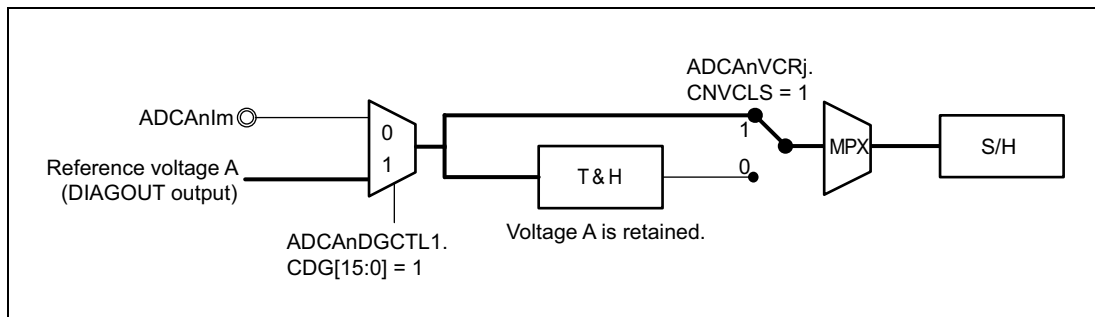 ADCAnVCRj.
CNVCLS = 1
ADCAnIm
0
1
1
MPX
S/H
Reference voltage A
(DIAGOUT output)
T & H
0
Voltage A is retained.
ADCAnDGCTL1.
CDG[15:0] = 1